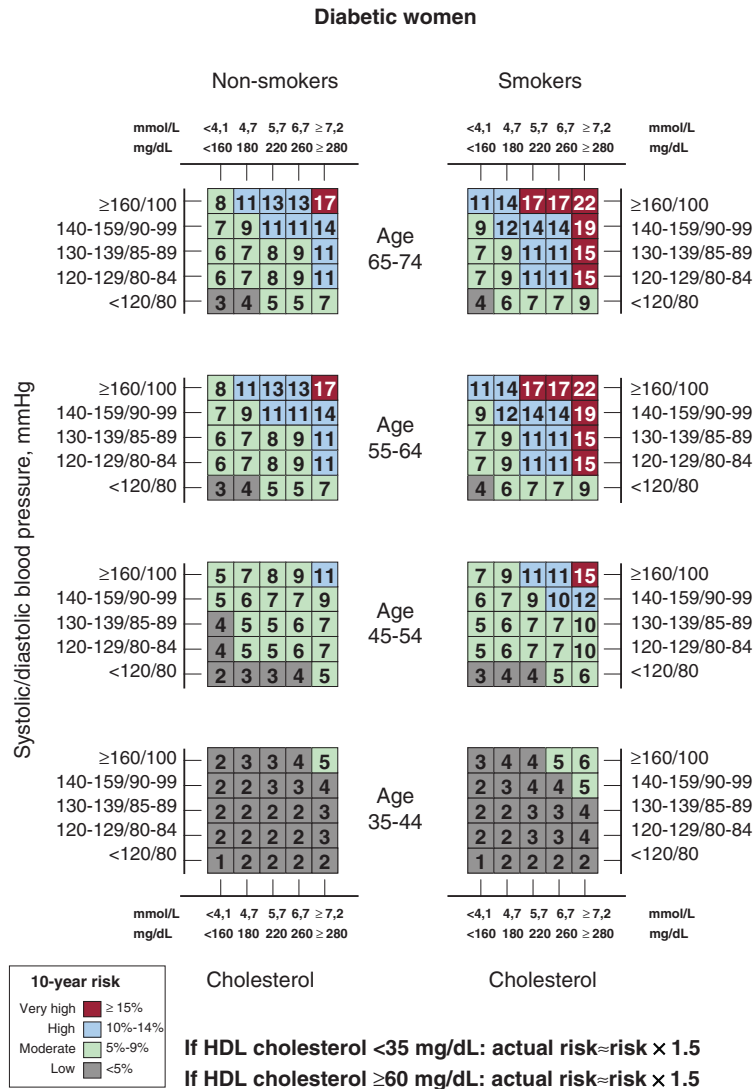 Diabetic women
Non-smokers Smokers
mmol/L <4,1 4,7 5,7 6,7 ≥7,2 <4,1 4,7 5,7 6,7 ≥7,2 mmol/L
mg/dL <160 180 220 260 ≥280 <160 180 220 260 ≥280 mg/dL
Systolic/diastolic blood pressure, mmHg
≥160/100 8 11 13 13 17 11 14 17 17 22 ≥160/100
140-159/90-99 7 9 11 11 14 Age 9 12 14 14 19 140-159/90-99
130-139/85-89 6 7 8 9 11 65-74 7 9 11 11 15 130-139/85-89
120-129/80-84 6 7 8 9 11 7 9 11 11 15 120-129/80-84
<120/80 3 4 5 5 7 4 6 7 7 9 <120/80
≥160/100 8 11 13 13 17 11 14 17 17 22 ≥160/100
140-159/90-99 7 9 11 11 14 Age 9 12 14 14 19 140-159/90-99
130-139/85-89 6 7 8 9 11 55-64 7 9 11 11 15 130-139/85-89
120-129/80-84 6 7 8 9 11 7 9 11 11 15 120-129/80-84
<120/80 3 4 5 5 7 4 6 7 7 9 <120/80
≥160/100 5 7 8 9 11 7 9 11 11 15 ≥160/100
140-159/90-99 5 6 7 7 9 Age 6 7 9 10 12 140-159/90-99
130-139/85-89 4 5 5 6 7 45-54 5 6 7 7 10 130-139/85-89
120-129/80-84 4 5 5 6 7 5 6 7 7 10 120-129/80-84
<120/80 2 3 3 4 5 3 4 4 5 6 <120/80
≥160/100 2 3 3 4 5 3 4 4 5 6 ≥160/100
140-159/90-99 2 2 3 3 4 Age 2 3 4 4 5 140-159/90-99
130-139/85-89 2 2 2 2 3 35-44 2 2 3 3 4 130-139/85-89
120-129/80-84 2 2 2 2 3 2 2 3 3 4 120-129/80-84
<120/80 1 2 2 2 2 1 2 2 2 2 <120/80
mmol/L <4,1 4,7 5,7 6,7 ≥7,2 <4,1 4,7 5,7 6,7 ≥7,2 mmol/L
mg/dL <160 180 220 260 ≥280 <160 180 220 260 ≥280 mg/dL
Cholesterol Cholesterol
10-year risk
Very high ≥ 15%
High 10%-14%
Moderate 5%-9%
Low <5%
If HDL cholesterol <35 mg/dL: actual risk≈risk × 1.5
If HDL cholesterol ≥60 mg/dL: actual risk≈risk × 1.5